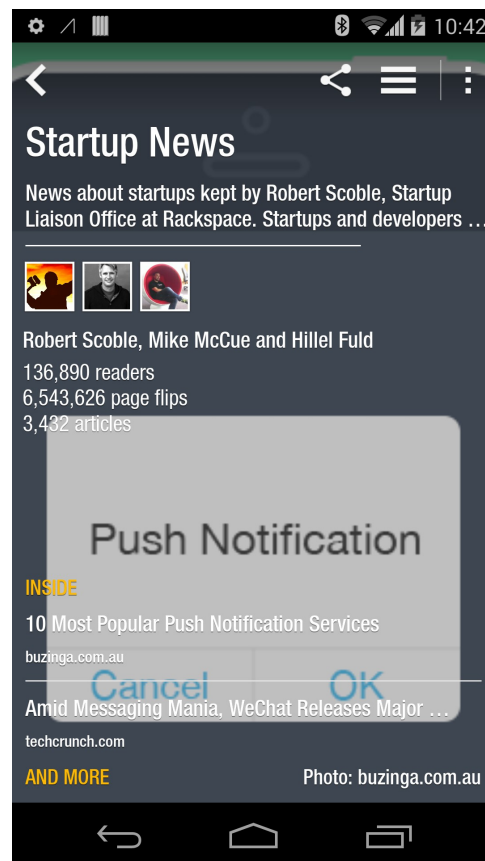 10:42
Startup News
News about startups kept by Robert Scoble, Startup
Liaison Office at Rackspace. Startups and developers …
Robert Scoble, Mike McCue and Hillel Fuld
136,890 readers
6,543,626 page flips
3,432 articles
Push Notification
INSIDE
10 Most Popular Push Notification Services
buzinga.com.au
Cancel OK
Amid Messaging Mania, WeChat Releases Major …
techcrunch.com
AND MORE Photo: buzinga.com.au